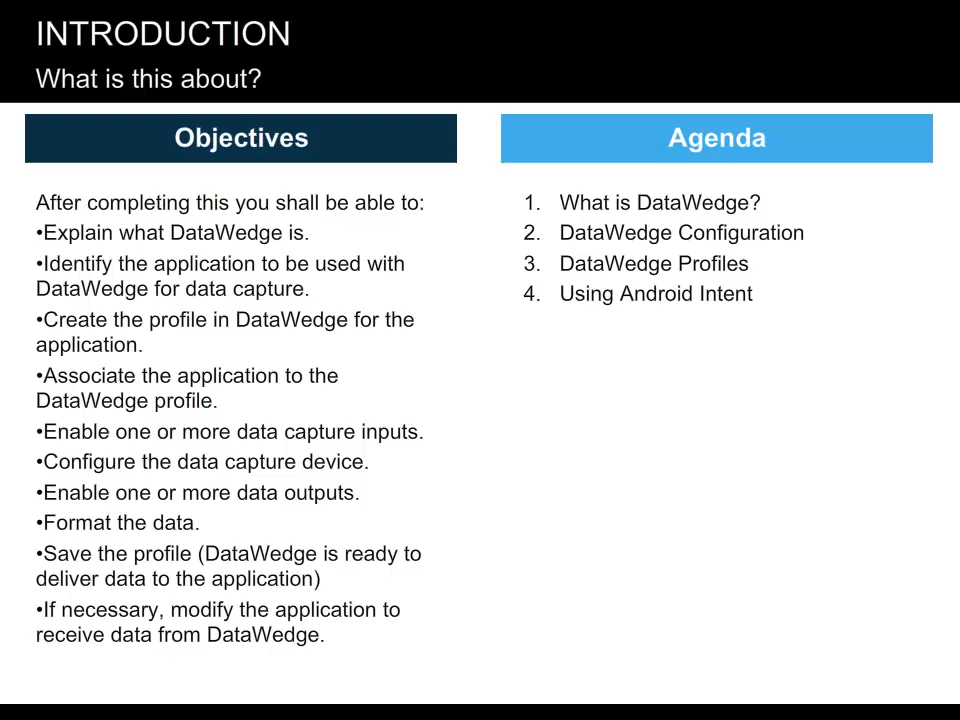 INTRODUCTION
What is this about?
Objectives
After completing this you shall be able to:
•Explain what DataWedge is.
•Identify the application to be used with
DataWedge for data capture.
•Create the profile in DataWedge for the
application.
•Associate the application to the
DataWedge profile.
•Enable one or more data capture inputs.
•Configure the data capture device.
•Enable one or more data outputs.
•Format the data.
•Save the profile (DataWedge is ready to
deliver data to the application)
•If necessary, modify the application to
receive data from DataWedge.
Agenda
1. What is DataWedge?
2. DataWedge Configuration
3. DataWedge Profiles
4. Using Android Intent